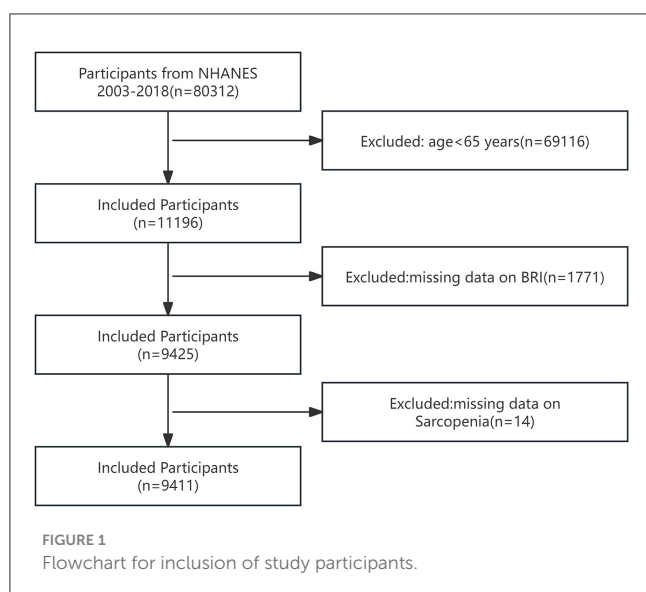 Participants from NHANES
2003-2018(n=80312)
Excluded: age<65 years(n=69116)
Included Participants
(n=11196)
Excluded:missing data on BRI(n=1771)
Included Participants
(n=9425)
Excluded:missing data on
Sarcopenia(n=14)
Included Participants
(n=9411)
FIGURE 1
Flowchart for inclusion of study participants.